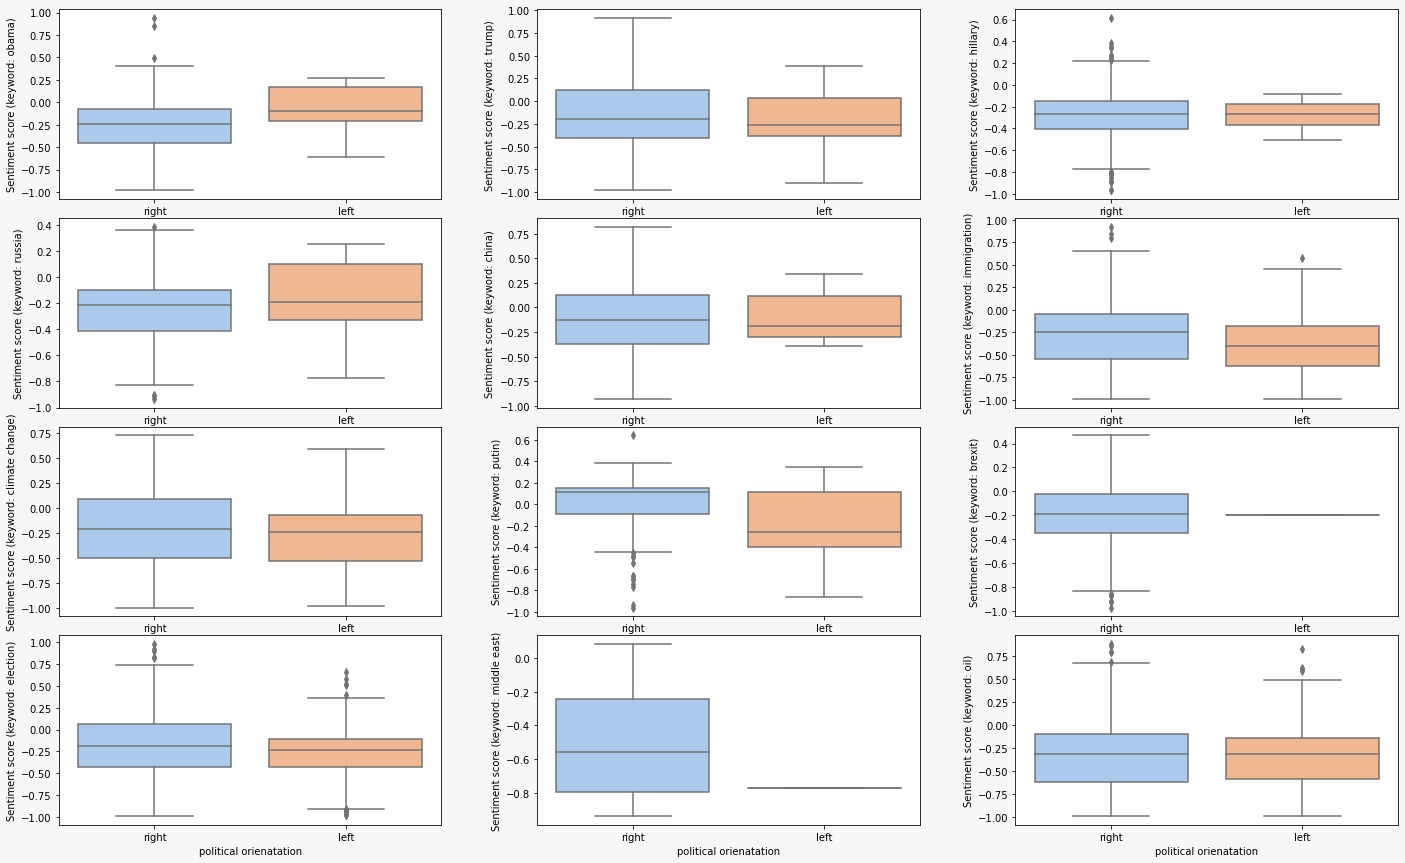 Sentiment score (keyword: obama)
1.00
0.75
0.50
0.25
0.00
−0.25
−0.50
−0.75
−1.00
right
left
Sentiment score (keyword: trump)
1.00
0.75
0.50
0.25
0.00
−0.25
−0.50
−0.75
−1.00
right
left
Sentiment score (keyword: hillary)
0.6
0.4
0.2
0.0
−0.2
−0.4
−0.6
−0.8
−1.0
right
left
Sentiment score (keyword: russia)
0.4
0.2
0.0
−0.2
−0.4
−0.6
−0.8
−1.0
right
left
Sentiment score (keyword: china)
0.75
0.50
0.25
0.00
−0.25
−0.50
−0.75
−1.00
right
left
Sentiment score (keyword: immigration)
1.00
0.75
0.50
0.25
0.00
−0.25
−0.50
−0.75
−1.00
right
left
Sentiment score (keyword: climate change)
0.75
0.50
0.25
0.00
−0.25
−0.50
−0.75
−1.00
right
left
Sentiment score (keyword: putin)
0.6
0.4
0.2
0.0
−0.2
−0.4
−0.6
−0.8
−1.0
right
left
Sentiment score (keyword: brexit)
0.4
0.2
0.0
−0.2
−0.4
−0.6
−0.8
−1.0
right
left
Sentiment score (keyword: election)
1.00
0.75
0.50
0.25
0.00
−0.25
−0.50
−0.75
−1.00
right
left
political orienatation
Sentiment score (keyword: middle east)
0.0
−0.2
−0.4
−0.6
−0.8
right
left
political orienatation
Sentiment score (keyword: oil)
0.75
0.50
0.25
0.00
−0.25
−0.50
−0.75
−1.00
right
left
political orienatation